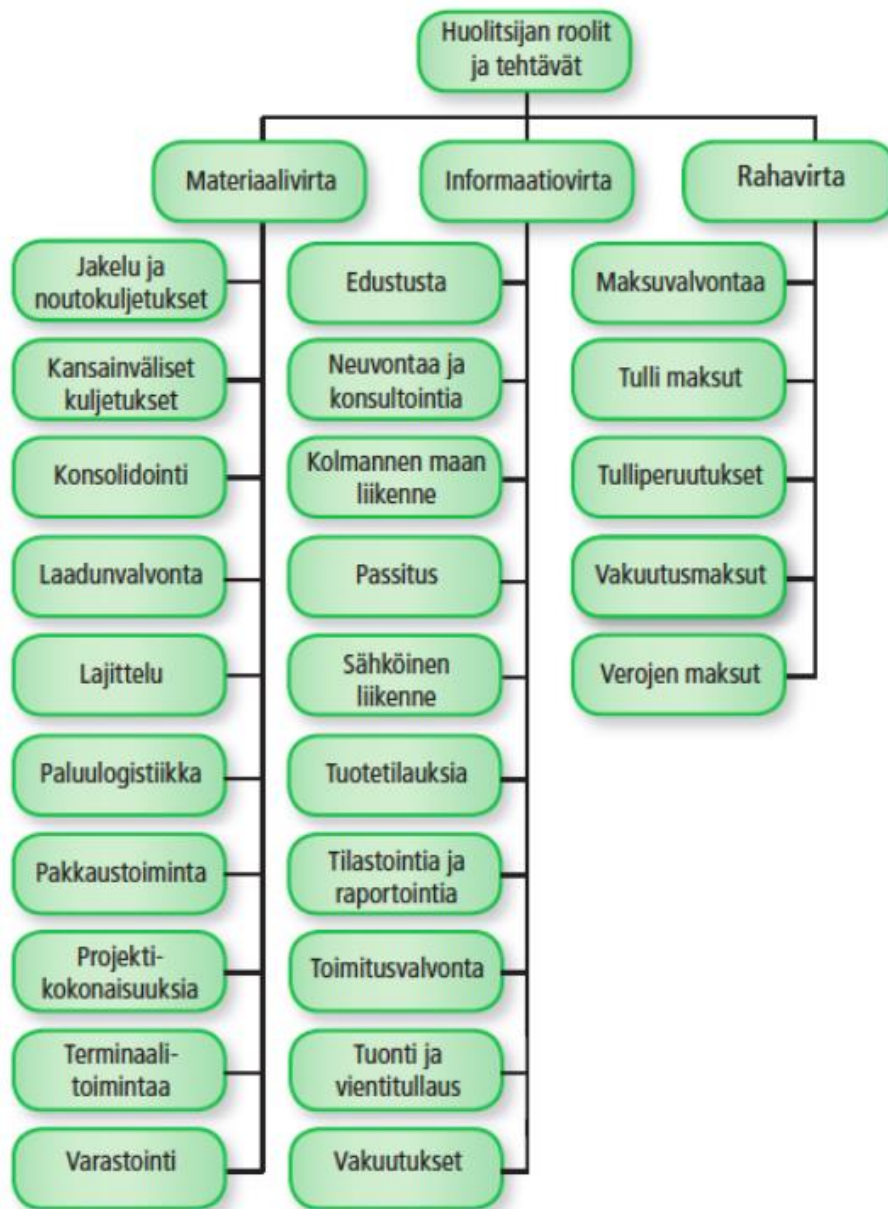 Huolitsijan roolit
ja tehtävät
Materiaalivirta
Informaatiovirta
Rahavirta
Jakelu ja
noutokuljetukset
Kansainväliset
kuljetukset
Konsolidointi
Laadunvalvonta
Lajittelu
Paluulogistiikka
Pakkaustoiminta
Projekti-
kokonaisuuksia
Terminaali-
toimintaa
Varastointi
Edustusta
Neuvontaa ja
konsultointia
Kolmannen maan
liikenne
Passitus
Sähköinen
liikenne
Tuotetilauksia
Tilastointia ja
raportointia
Toimitusvalvonta
Tuonti ja
vientitullaus
Vakuutukset
Maksuvalvontaa
Tulli maksut
Tulliperuutukset
Vakuutusmaksut
Verojen maksut